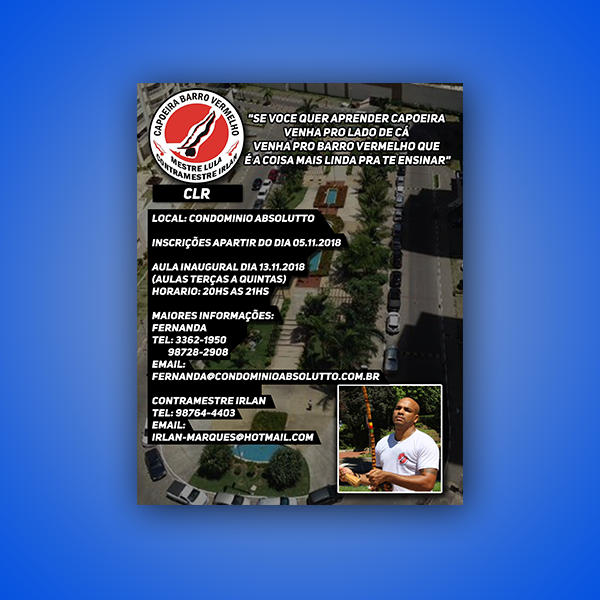 CAPOEIRA BARRO VERMELHO
MESTRE LULA
CONTRAMESTRE IRLAN
"SE VOCE QUER APRENDER CAPOEIRA
VENHA PRO LADO DE CÁ
VENHA PRO BARRO VERMELHO QUE
É A COISA MAIS LINDA PRA TE ENSINAR"
CLR
LOCAL: CONDOMINIO ABSOLUTTO
INSCRIÇÕES APARTIR DO DIA 05.11.2018
AULA INAUGURAL DIA 13.11.2018
(AULAS TERÇAS A QUINTAS)
HORARIO: 20HS AS 21HS
MAIORES INFORMAÇÕES:
FERNANDA
TEL: 3362-1950
98728-2908
EMAIL:
FERNANDA@CONDOMINIOABSOLUTTO.COM.BR
CONTRAMESTRE IRLAN
TEL: 98764-4403
EMAIL:
IRLAN-MARQUES@HOTMAIL.COM